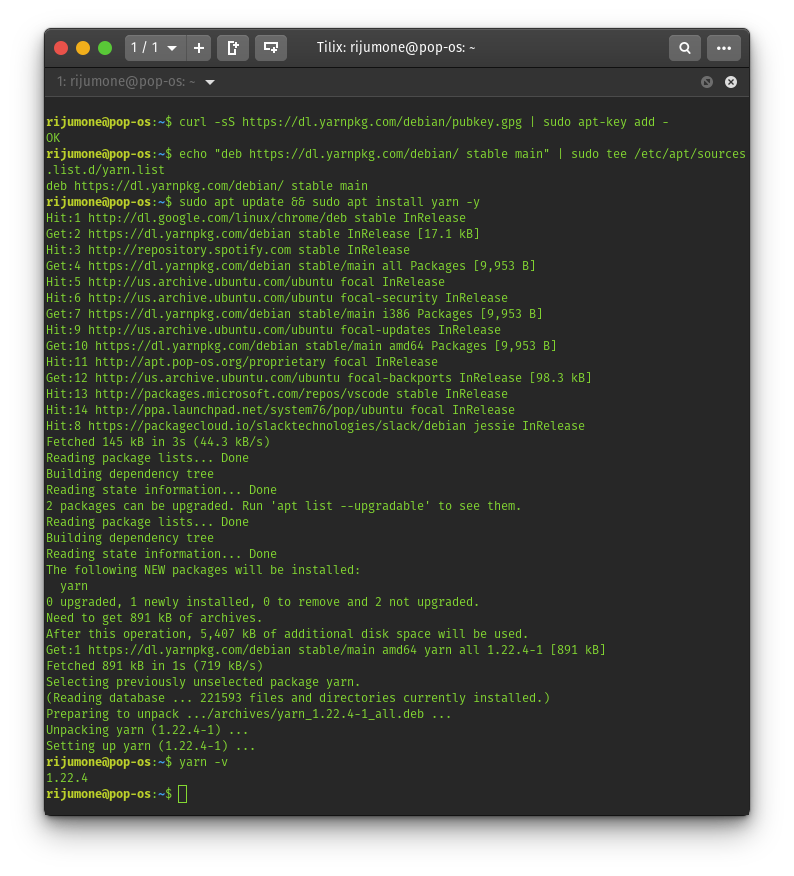 1 / 1
Tilix: rijumone@pop-os: ~
1: rijumone@pop-os: ~
rijumone@pop-os:~$ curl -sS https://dl.yarnpkg.com/debian/pubkey.gpg | sudo apt-key add -
OK
rijumone@pop-os:~$ echo "deb https://dl.yarnpkg.com/debian/ stable main" | sudo tee /etc/apt/sources
.list.d/yarn.list
deb https://dl.yarnpkg.com/debian/ stable main
rijumone@pop-os:~$ sudo apt update && sudo apt install yarn -y
Hit:1 http://dl.google.com/linux/chrome/deb stable InRelease
Get:2 https://dl.yarnpkg.com/debian stable InRelease [17.1 kB]
Hit:3 http://repository.spotify.com stable InRelease
Get:4 https://dl.yarnpkg.com/debian stable/main all Packages [9,953 B]
Hit:5 http://us.archive.ubuntu.com/ubuntu focal InRelease
Hit:6 http://us.archive.ubuntu.com/ubuntu focal-security InRelease
Get:7 https://dl.yarnpkg.com/debian stable/main i386 Packages [9,953 B]
Hit:9 http://us.archive.ubuntu.com/ubuntu focal-updates InRelease
Get:10 https://dl.yarnpkg.com/debian stable/main amd64 Packages [9,953 B]
Hit:11 http://apt.pop-os.org/proprietary focal InRelease
Get:12 http://us.archive.ubuntu.com/ubuntu focal-backports InRelease [98.3 kB]
Hit:13 http://packages.microsoft.com/repos/vscode stable InRelease
Hit:14 http://ppa.launchpad.net/system76/pop/ubuntu focal InRelease
Hit:8 https://packagecloud.io/slacktechnologies/slack/debian jessie InRelease
Fetched 145 kB in 3s (44.3 kB/s)
Reading package lists... Done
Building dependency tree
Reading state information... Done
2 packages can be upgraded. Run 'apt list --upgradable' to see them.
Reading package lists... Done
Building dependency tree
Reading state information... Done
The following NEW packages will be installed:
  yarn
0 upgraded, 1 newly installed, 0 to remove and 2 not upgraded.
Need to get 891 kB of archives.
After this operation, 5,407 kB of additional disk space will be used.
Get:1 https://dl.yarnpkg.com/debian stable/main amd64 yarn all 1.22.4-1 [891 kB]
Fetched 891 kB in 1s (719 kB/s)
Selecting previously unselected package yarn.
(Reading database ... 221593 files and directories currently installed.)
Preparing to unpack .../archives/yarn_1.22.4-1_all.deb ...
Unpacking yarn (1.22.4-1) ...
Setting up yarn (1.22.4-1) ...
rijumone@pop-os:~$ yarn -v
1.22.4
rijumone@pop-os:~$